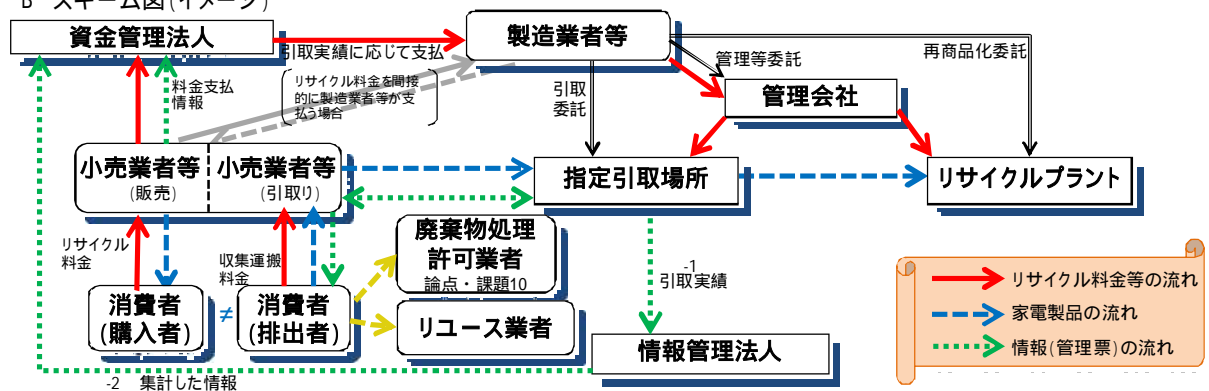 B スキーム図(イメージ)
資金管理法人
引取実績に応じて支払
製造業者等
再商品化委託
管理等委託
料金支払
情報
リサイクル料金を間接
的に製造業者等が支
払う場合
引取
委託
管理会社
小売業者等
(販売)
小売業者等
(引取り)
指定引取場所
リサイクルプラント
リサイクル
料金
収集運搬
料金
廃棄物処理
許可業者
論点・課題10
-1
引取実績
消費者
(購入者)
≠
消費者
(排出者)
リユース業者
情報管理法人
リサイクル料金等の流れ
家電製品の流れ
情報(管理票)の流れ
-2 集計した情報